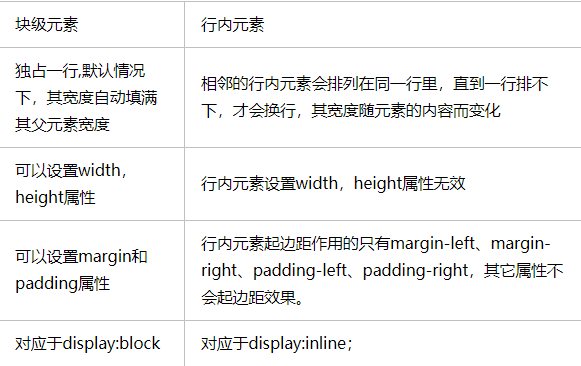 块级元素
行内元素
独占一行,默认情况
下，其宽度自动填满
其父元素宽度
相邻的行内元素会排列在同一行里，直到一行排不
下，才会换行，其宽度随元素的内容而变化
可以设置width，
height属性
行内元素设置width，height属性无效
可以设置margin和
padding属性
行内元素起边距作用的只有margin-left、margin-
right、padding-left、padding-right，其它属性不
会起边距效果。
对应于display:block
对应于display:inline；